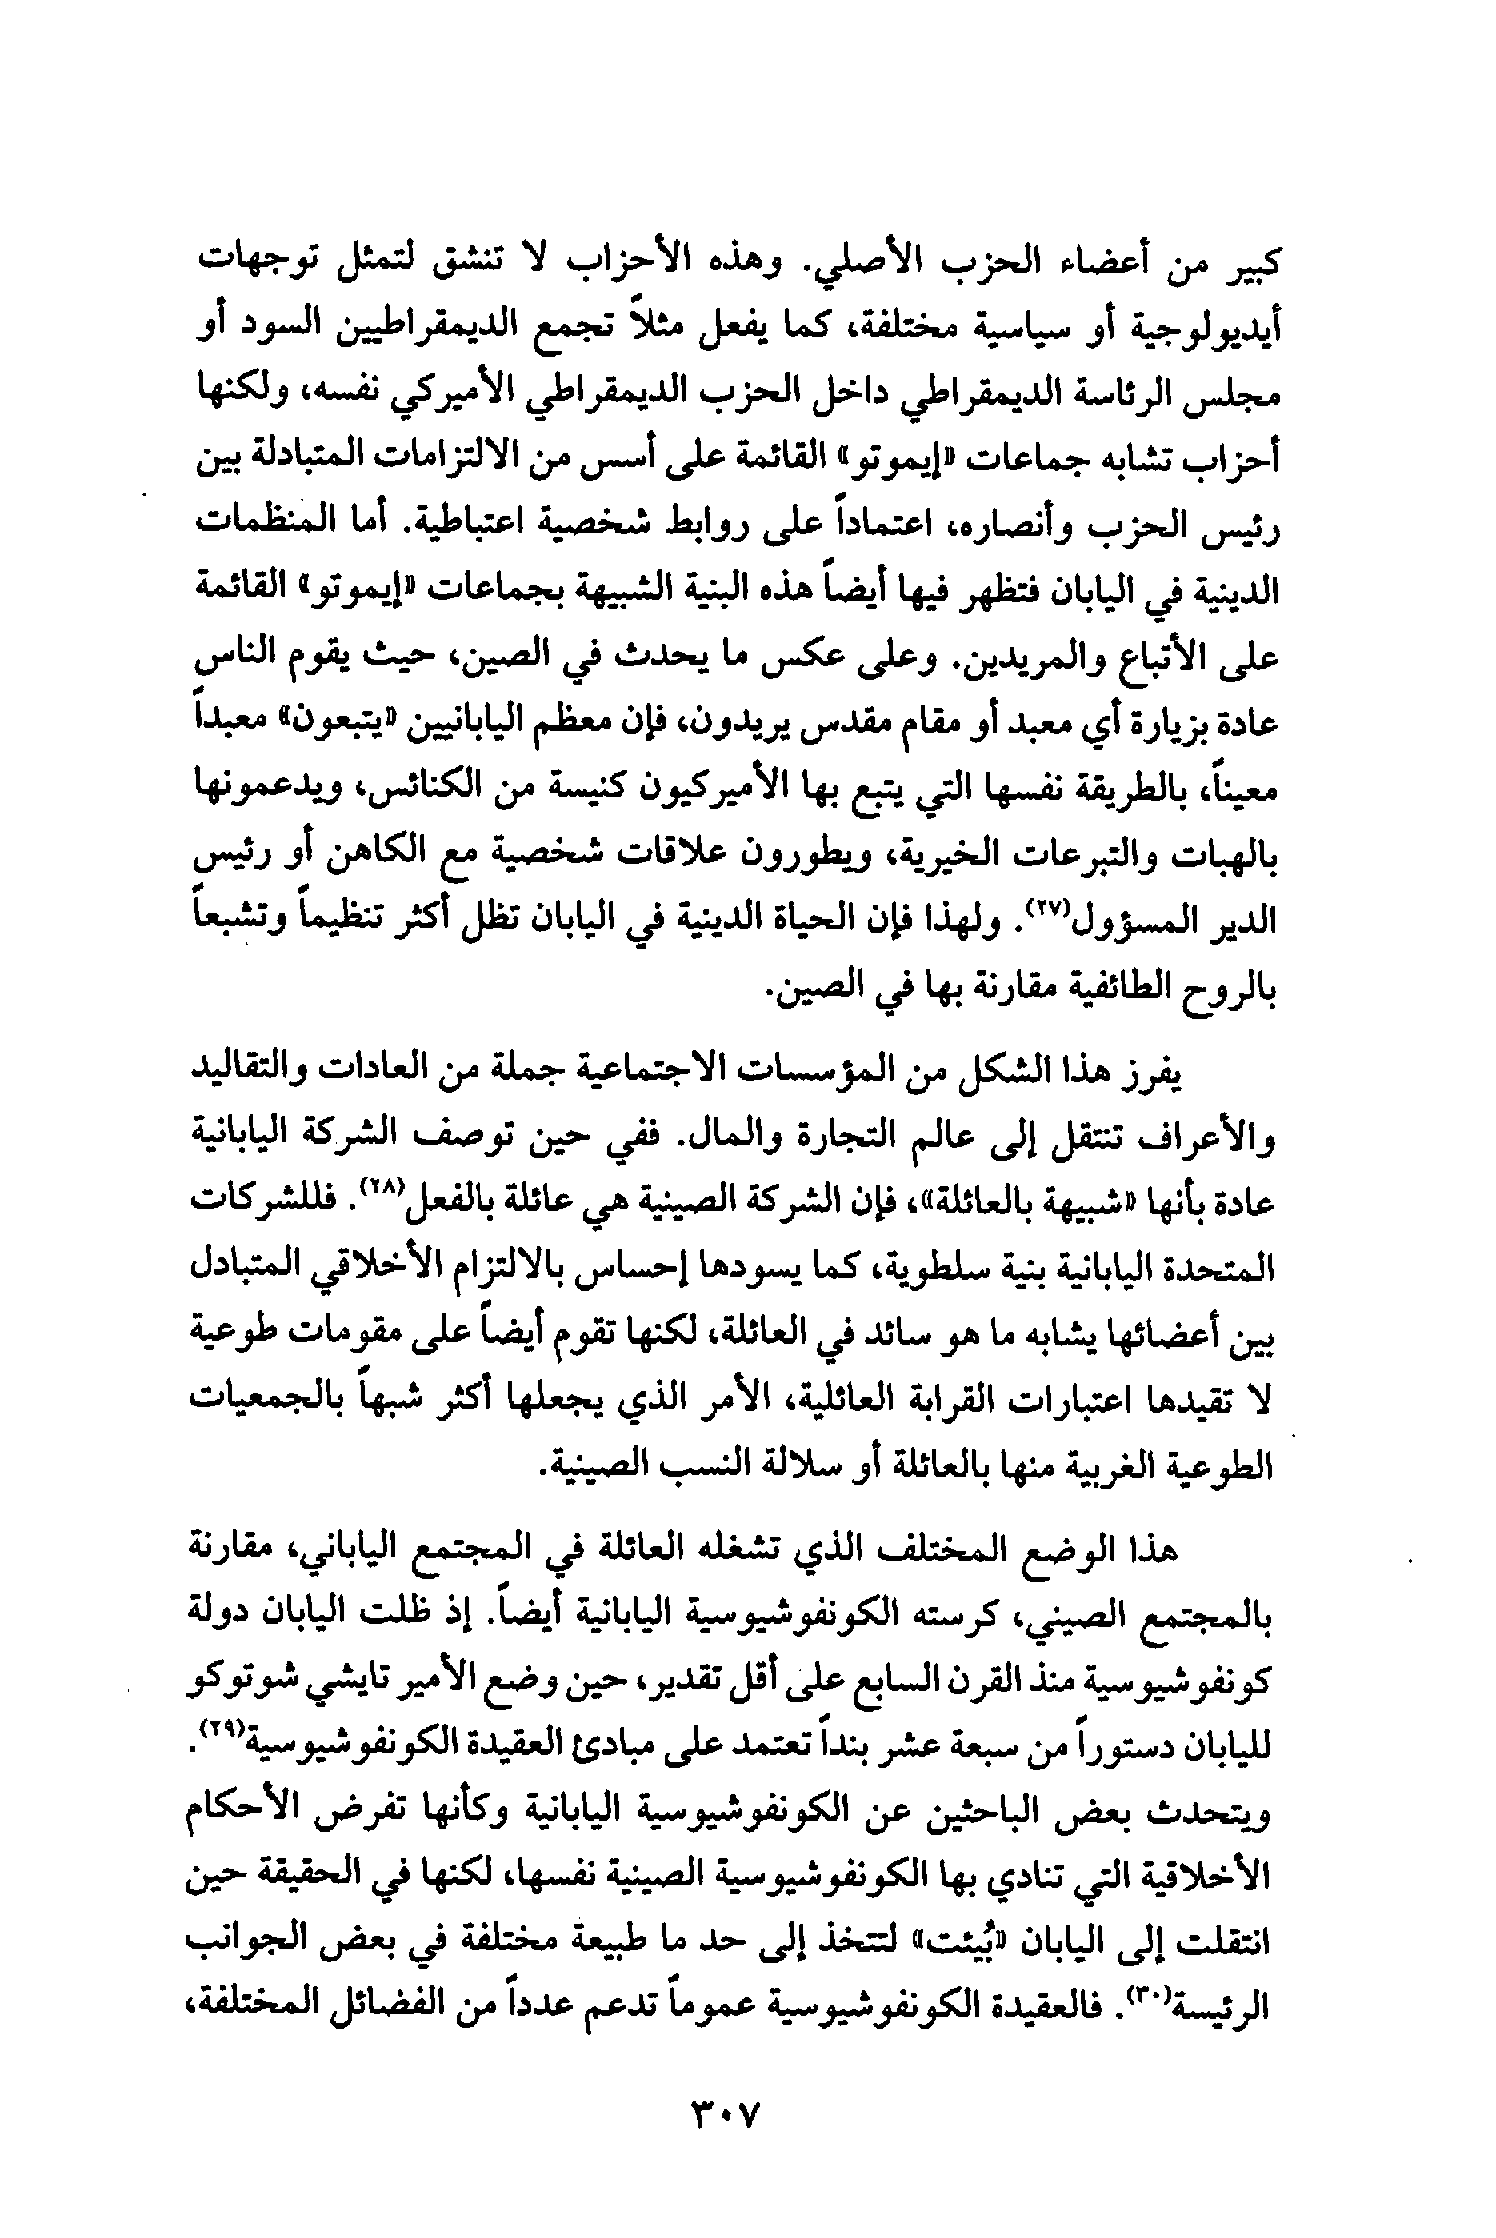 كبير من أعضاء الحزب الأصلي. وهذه الأحزاب لا تنشق لتمثل توجهات
أيديولوجية أو سياسية مختلفة، كما يفعل مثلاً تجمع الديمقراطيين السود أو
مجلس الرئاسة الديمقراطي داخل الحزب الديمقراطي الأميركي نفسه، ولكنها
أحزاب تشابه جماعات «إيموتو» القائمة على أسس من الالتزامات المتبادلة بين
رئيس الحزب وأنصاره، اعتماداً على روابط شخصية اعتباطية. أما المنظمات
الدينية في اليابان فتظهر فيها أيضاً هذه البنية الشبيهة بجماعات «إيموتو» القائمة
على الأتباع والمريدين. وعلى عكس ما يحدث في الصين، حيث يقوم الناس
عادة بزيارة أي معبد أو مقام مقدس يريدون، فإن معظم اليابانيين «يتبعون» معبداً
معيناً، بالطريقة نفسها التي يتبع بها الأميركيون كنيسة من الكنائس، ويدعمونها
بالهبات والتبرعات الخيرية، ويطورون علاقات شخصية مع الكاهن أو رئيس
الدير المسؤول(٢٧). ولهذا فإن الحياة الدينية في اليابان تظل أكثر تنظيماً وتشبعاً
بالروح الطائفية مقارنة بها في الصين.
يفرز هذا الشكل من المؤسسات الاجتماعية جملة من العادات والتقاليد
والأعراف تنتقل إلى عالم التجارة والمال. ففي حين توصف الشركة اليابانية
عادة بأنها «شبيهة بالعائلة»، فإن الشركة الصينية هي عائلة بالفعل(٢٨). فللشركات
المتحدة اليابانية بنية سلطوية، كما يسودها إحساس بالالتزام الأخلاقي المتبادل
بين أعضائها يشابه ما هو سائد في العائلة، لكنها تقوم أيضاً على مقومات طوعية
لا تقيدها اعتبارات القرابة العائلية، الأمر الذي يجعلها أكثر شبهاً بالجمعيات
الطوعية الغربية منها بالعائلة أو سلالة النسب الصينية.
هذا الوضع المختلف الذي تشغله العائلة في المجتمع الياباني، مقارنة
بالمجتمع الصيني، كرسته الكونفوشيوسية اليابانية أيضاً. إذ ظلت اليابان دولة
كونفوشيوسية منذ القرن السابع على أقل تقدير، حين وضع الأمير تايشي شوتوكو
لليابان دستوراً من سبعة عشر بنداً تعتمد على مبادئ العقيدة الكونفوشيوسية(٢٩).
ويتحدث بعض الباحثين عن الكونفوشيوسية اليابانية وكأنها تفرض الأحكام
الأخلاقية التي تنادي بها الكونفوشيوسية الصينية نفسها، لكنها في الحقيقة حين
انتقلت إلى اليابان «بُيئت» لتتخذ إلى حد ما طبيعة مختلفة في بعض الجوانب
الرئيسة(٣٠). فالعقيدة الكونفوشيوسية عموماً تدعم عدداً من الفضائل المختلفة،
٣٠٧